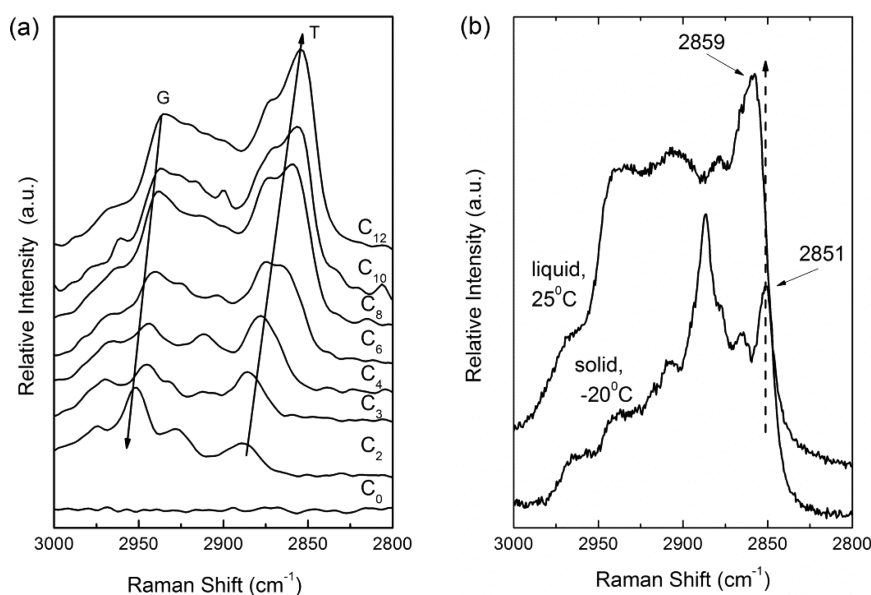 (a)
G
T
C₁₂
C₁₀
C₈
C₆
C₄
C₃
C₂
C₀
Relative Intensity (a.u.)
3000 2950 2900 2850 2800
Raman Shift (cm⁻¹)
(b)
2859
2851
liquid,
25⁰C
solid,
-20⁰C
Relative Intensity (a.u.)
3000 2950 2900 2850 2800
Raman Shift (cm⁻¹)